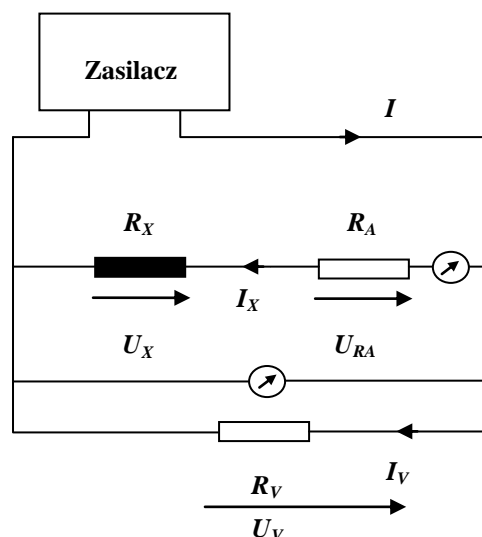 Zasilacz
I
R_X R_A
I_X
U_X U_RA
I_V
R_V
U_V